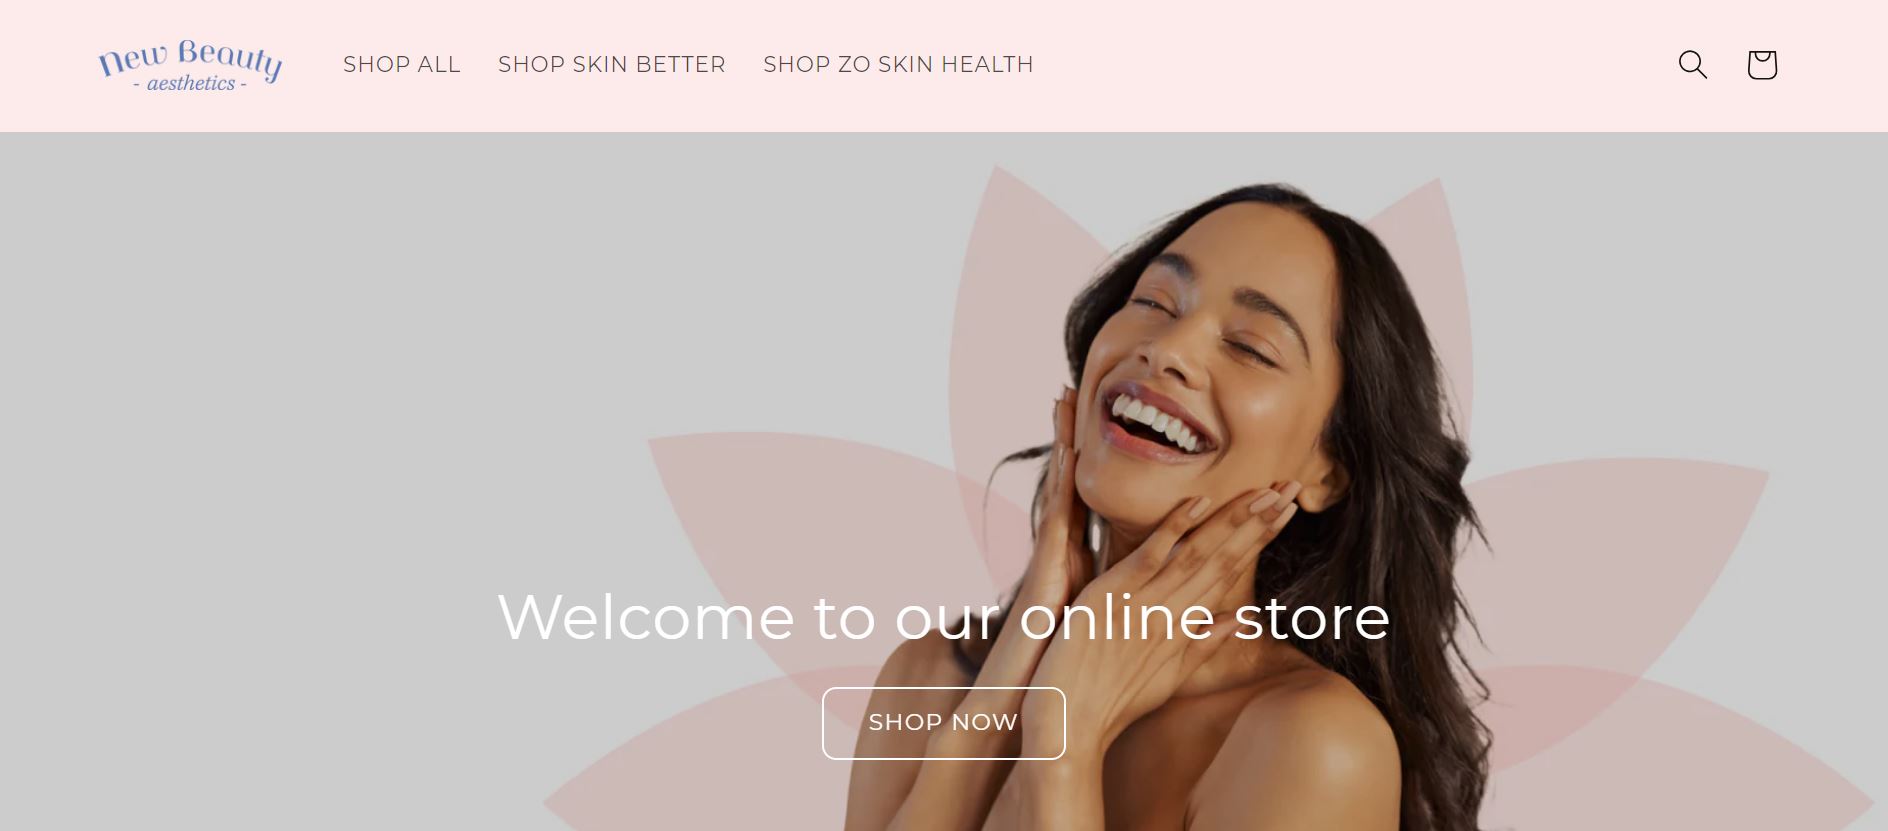 New Beauty
- aesthetics -
SHOP ALL
SHOP SKIN BETTER
SHOP ZO SKIN HEALTH
Welcome to our online store
SHOP NOW